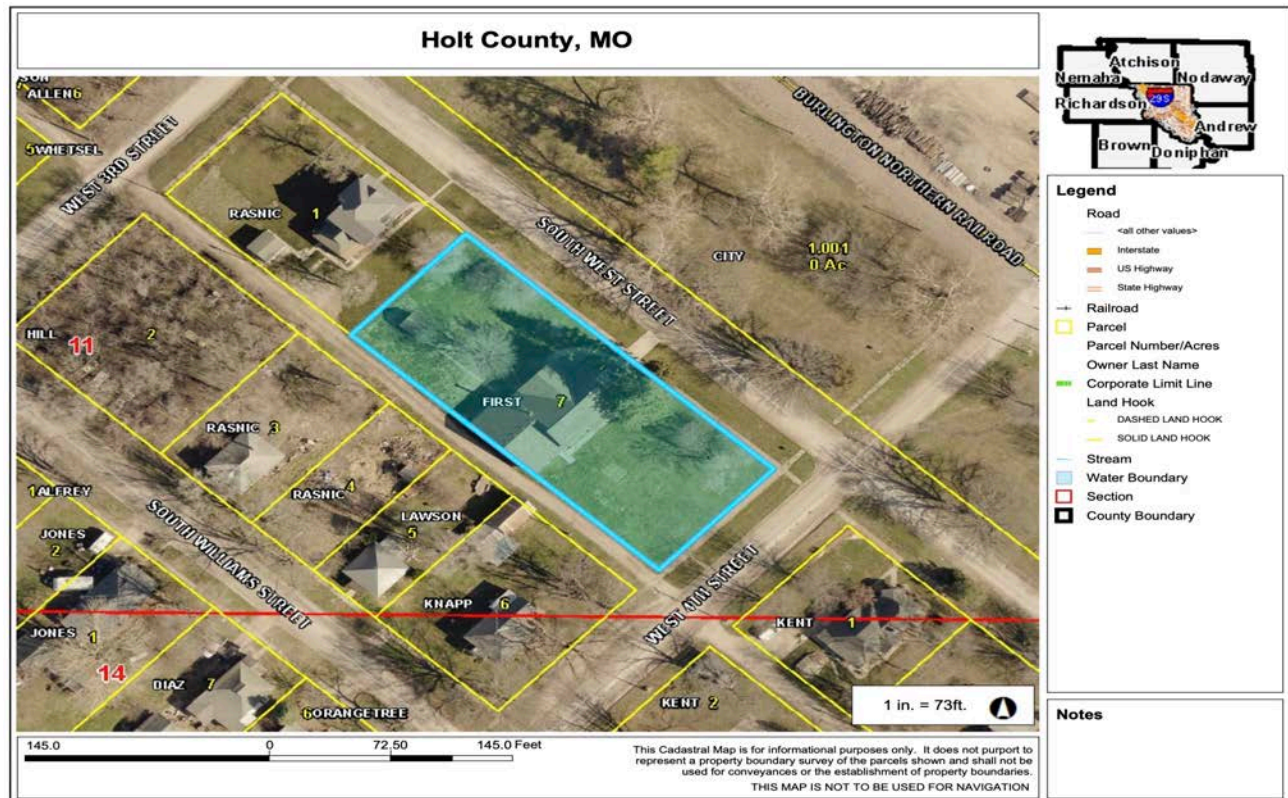 Holt County, MO
SON
ALLEN 6
5 WHETSEL
WEST 3RD STREET
RASNIC 1
BURLINGTON NORTHERN RAILROAD
SOUTH WEST STREET
CITY
1.001
0 Ac
HILL
11
2
FIRST 7
RASNIC 3
RASNIC 4
LAWSON
5
1 ALFREY
JONES
2
SOUTH WILLIAMS STREET
KNAPP 6
WEST 4TH STREET
KENT 1
JONES 1
14
DIAZ 7
6 ORANGETREE
KENT 2
1 in. = 73ft.
145.0 0 72.50 145.0 Feet
This Cadastral Map is for informational purposes only. It does not purport to
represent a property boundary survey of the parcels shown and shall not be
used for conveyances or the establishment of property boundaries.
THIS MAP IS NOT TO BE USED FOR NAVIGATION
Atchison
Nemaha
Nodaway
Richardson
29 S
Andrew
Brown
Doniphan
Legend
Road
<all other values>
Interstate
US Highway
State Highway
Railroad
Parcel
Parcel Number/Acres
Owner Last Name
Corporate Limit Line
Land Hook
DASHED LAND HOOK
SOLID LAND HOOK
Stream
Water Boundary
Section
County Boundary
Notes